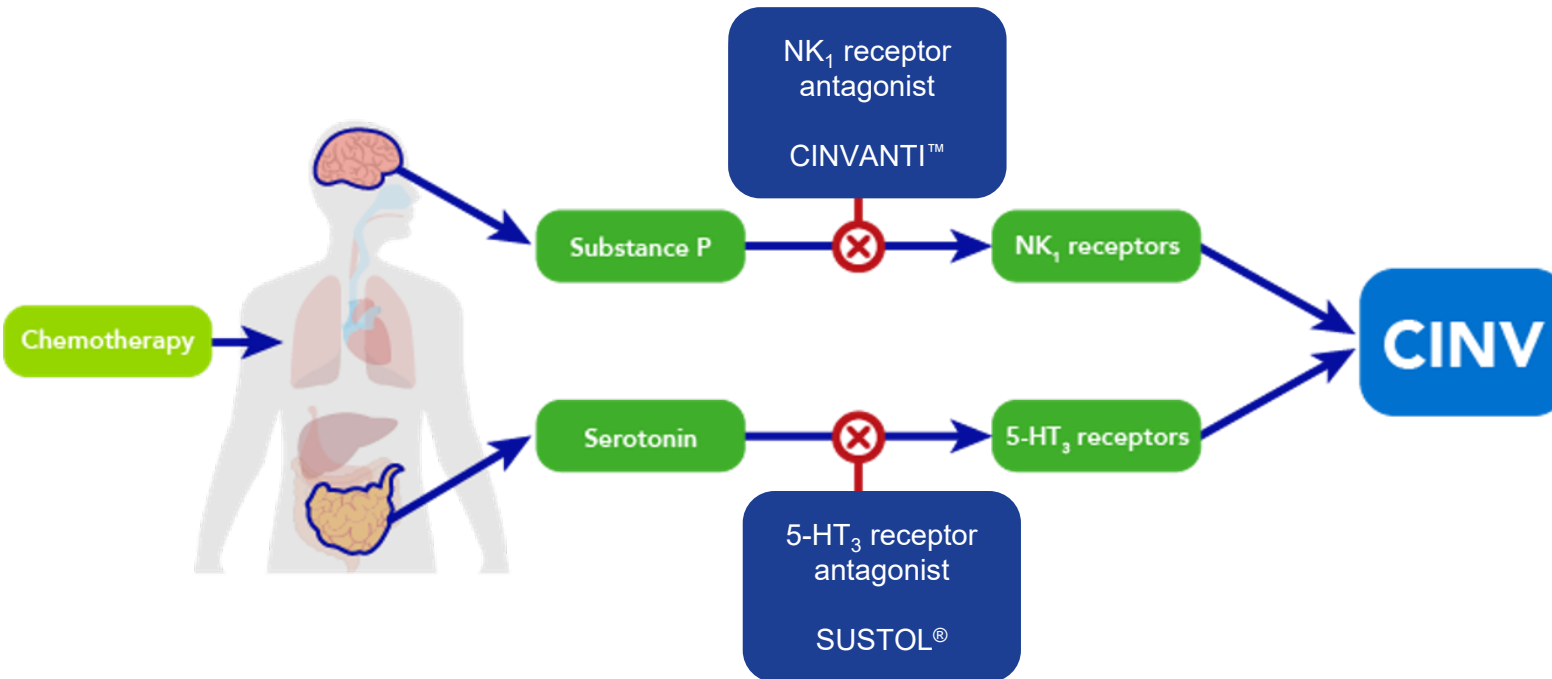 NK₁ receptor
antagonist
CINVANTI™
Substance P
NK₁ receptors
Chemotherapy
CINV
Serotonin
5-HT₃ receptors
5-HT₃ receptor
antagonist
SUSTOL®